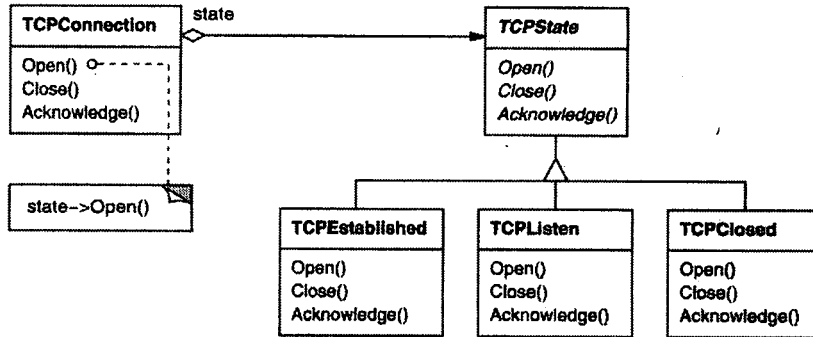 TCPConnection
Open()
Close()
Acknowledge()
state
TCPState
Open()
Close()
Acknowledge()
state->Open()
TCPEstablished
Open()
Close()
Acknowledge()
TCPListen
Open()
Close()
Acknowledge()
TCPClosed
Open()
Close()
Acknowledge()